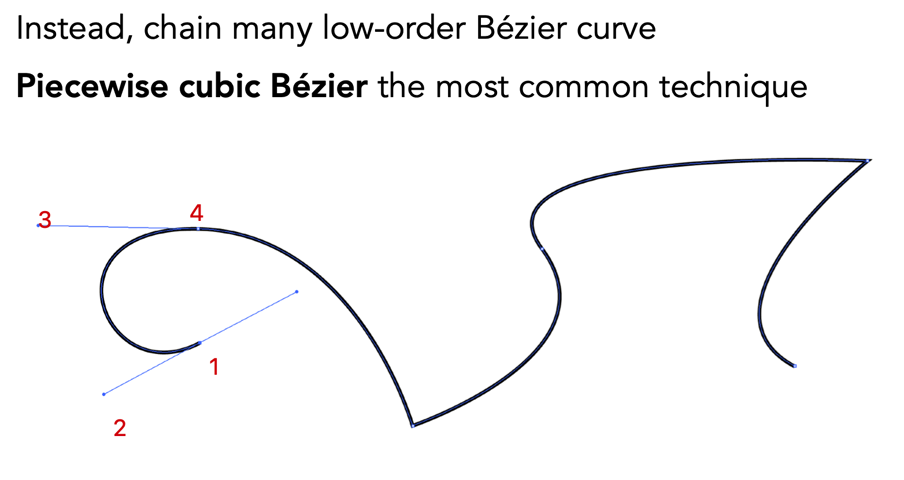 Instead, chain many low-order Bézier curve
Piecewise cubic Bézier the most common technique
3
4
1
2